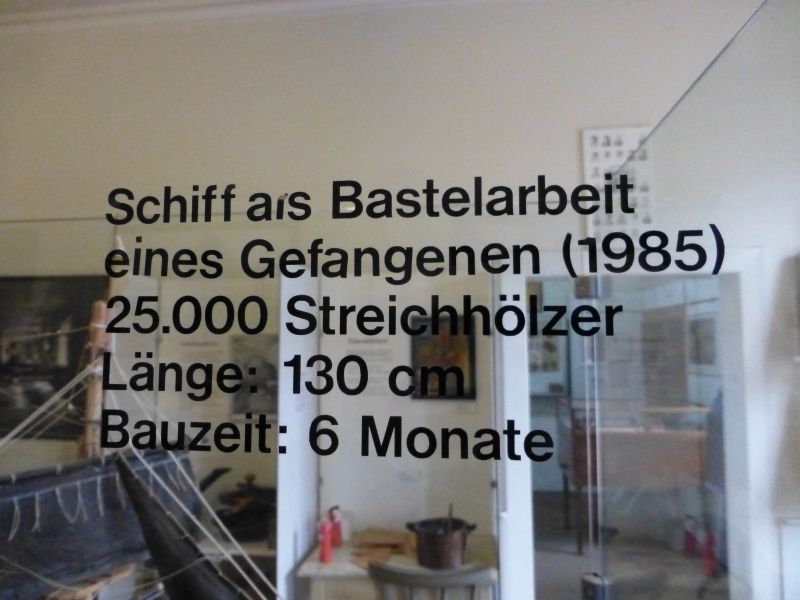 Schiff als Bastelarbeit
eines Gefangenen (1985)
25.000 Streichhölzer
Länge: 130 cm
Bauzeit: 6 Monate